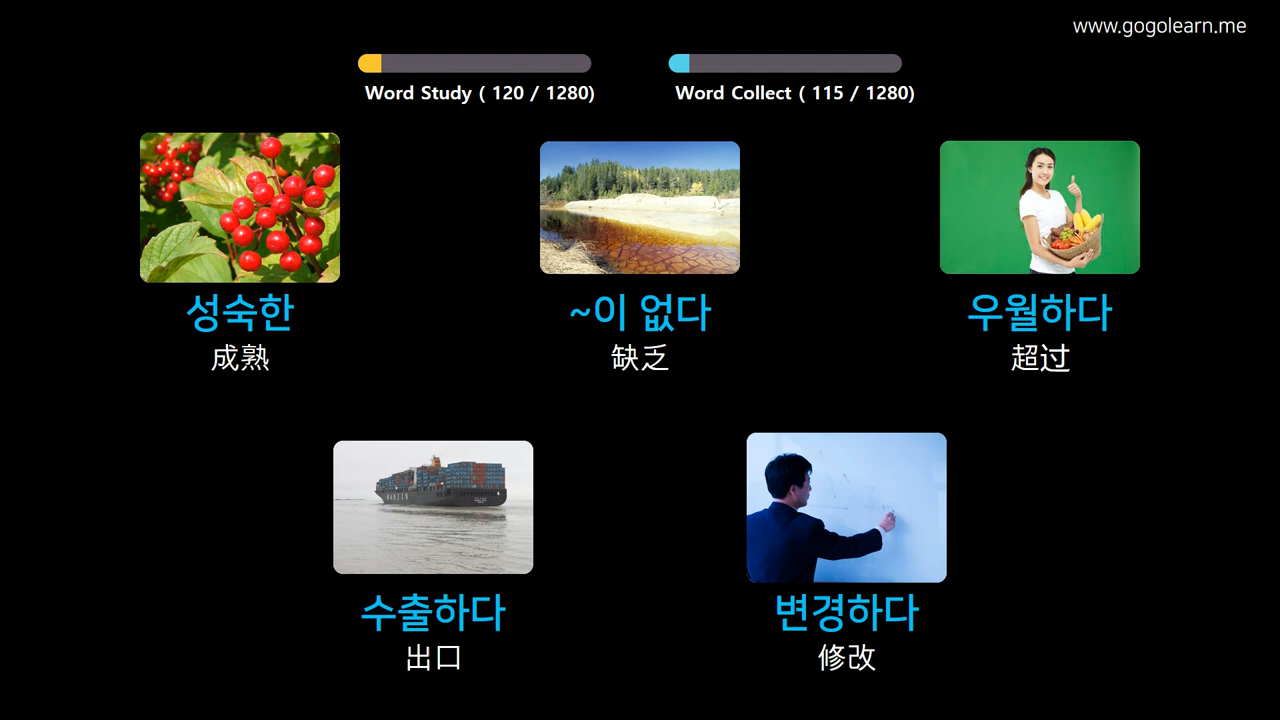 www.gogolearn.me
Word Study ( 120 / 1280)
Word Collect ( 115 / 1280)
성숙한
成熟
~이 없다
缺乏
우월하다
超过
수출하다
出口
변경하다
修改